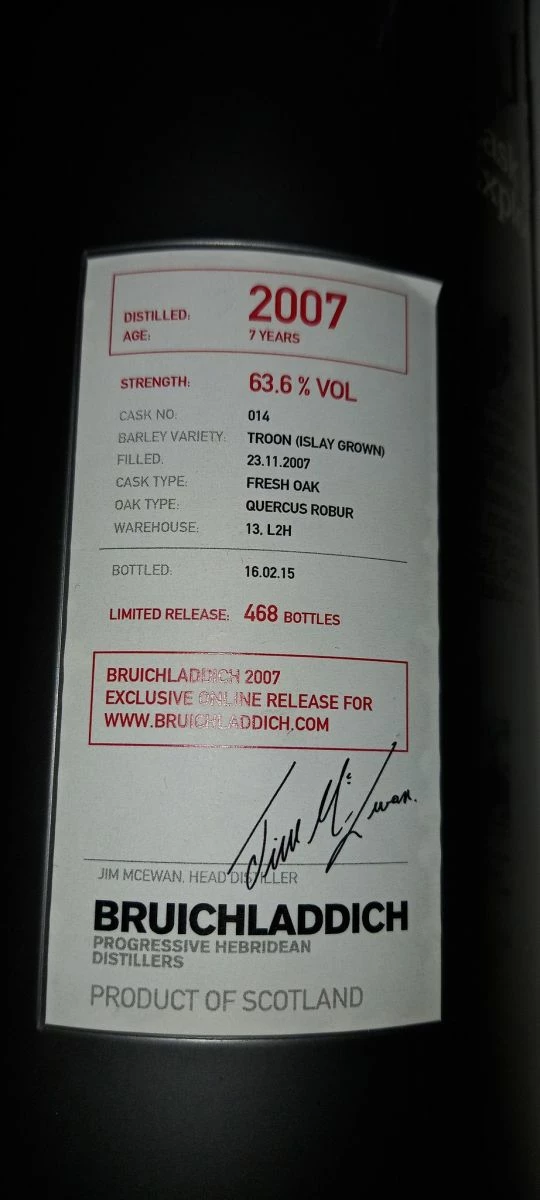 DISTILLED: 2007
AGE: 7 YEARS
STRENGTH: 63.6 % VOL
CASK NO: 014
BARLEY VARIETY: TROON (ISLAY GROWN)
FILLED. 23.11.2007
CASK TYPE: FRESH OAK
OAK TYPE: QUERCUS ROBUR
WAREHOUSE: 13. L2H
BOTTLED: 16.02.15
LIMITED RELEASE: 468 BOTTLES
BRUICHLADDICH 2007
EXCLUSIVE ONLINE RELEASE FOR
WWW.BRUICHLADDICH.COM
Jim McEwan.
JIM MCEWAN. HEAD DISTILLER
BRUICHLADDICH
PROGRESSIVE HEBRIDEAN
DISTILLERS
PRODUCT OF SCOTLAND